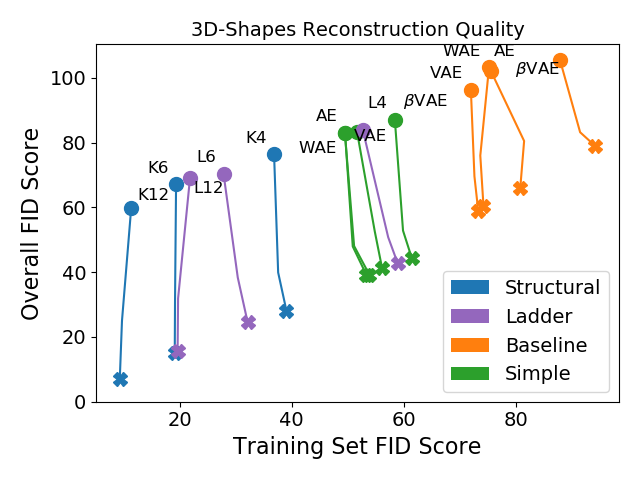 3D-Shapes Reconstruction Quality
WAE AE
VAE βVAE
L4 βVAE
AE
K4 VAE
WAE
K6 L6
K12 L12
100
80
60
40
20
0
Overall FID Score
20 40 60 80
Training Set FID Score
Structural
Ladder
Baseline
Simple